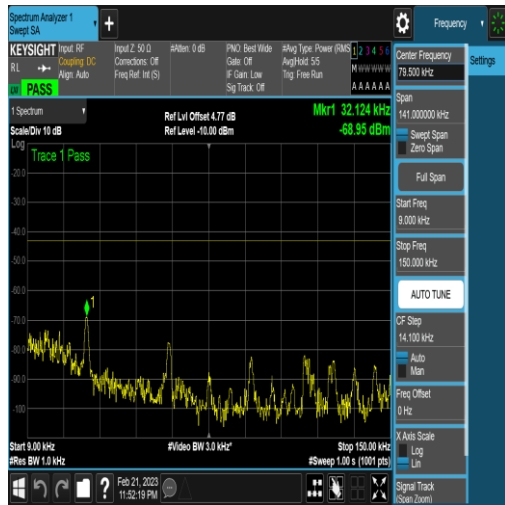 Spectrum Analyzer 1
Swept SA
+
Frequency
KEYSIGHT
Input: RF
Coupling: DC
Align: Auto
Input Z: 50 Ω
Corrections: Off
Freq Ref: Int (S)
#Atten: 0 dB
PNO: Best Wide
Gate: Off
IF Gain: Low
Sig Track: Off
#Avg Type: Power (RMS
Avg|Hold: 5/5
Trig: Free Run
1 2 3 4 5 6
M W W W W W
A A A A A A
R L
PASS
Center Frequency
79.500 kHz
Settings
Span
141.000000 kHz
Swept Span
Zero Span
Full Span
Start Freq
9.000 kHz
Stop Freq
150.000 kHz
AUTO TUNE
CF Step
14.100 kHz
Auto
Man
Freq Offset
0 Hz
X Axis Scale
Log
Lin
Signal Track
(Span Zoom)
1 Spectrum
Scale/Div 10 dB
Ref Lvl Offset 4.77 dB
Ref Level -10.00 dBm
Mkr1 32.124 kHz
-68.95 dBm
Log
Trace 1 Pass
-20.0
-30.0
-40.0
-50.0
-60.0
-70.0
-80.0
-90.0
-100
1
Start 9.00 kHz
#Res BW 1.0 kHz
#Video BW 3.0 kHz*
Stop 150.00 kHz
#Sweep 1.00 s (1001 pts)
?
Feb 21, 2023
11:52:19 PM